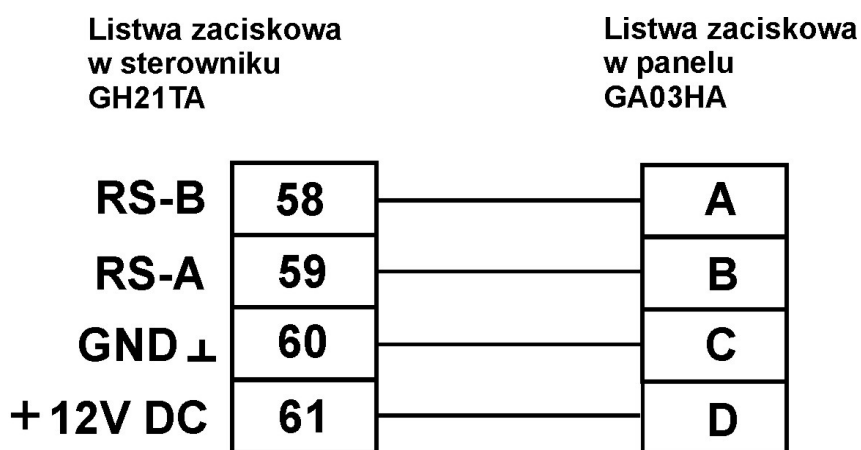 Listwa zaciskowa
w sterowniku
GH21TA
Listwa zaciskowa
w panelu
GA03HA
RS-B 58 A
RS-A 59 B
GND ⊥ 60 C
+12V DC 61 D